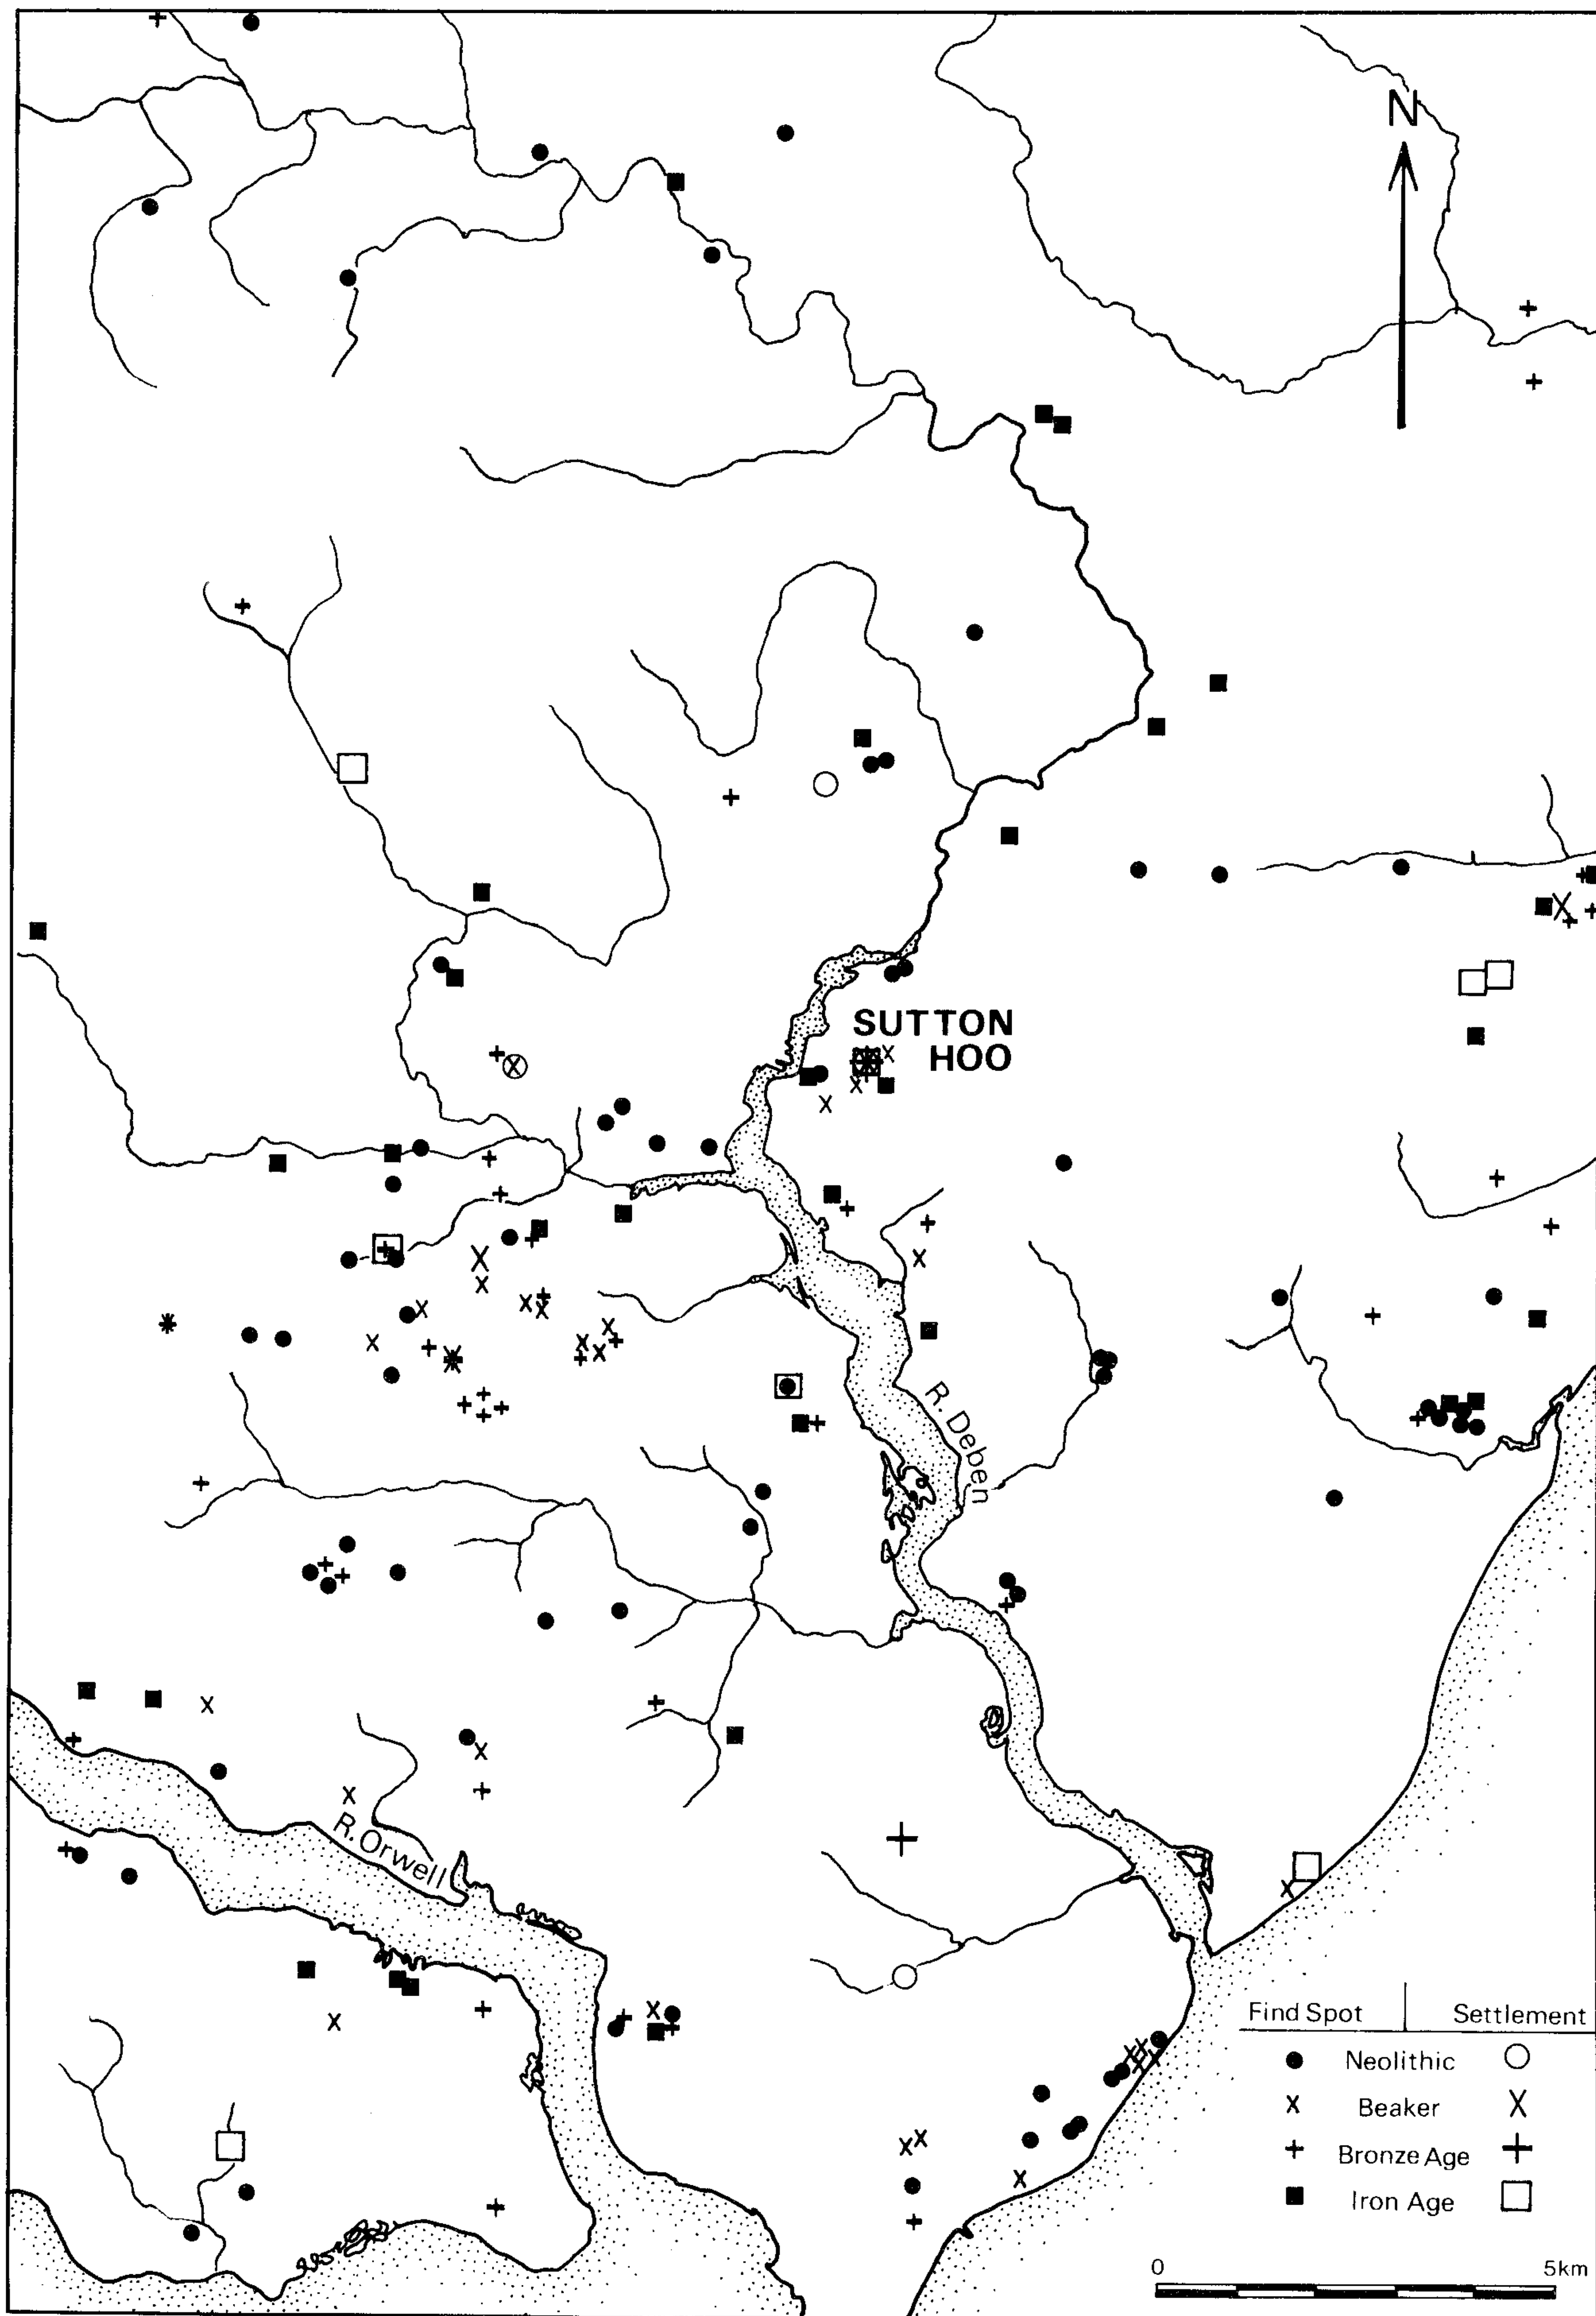 N
SUTTON
HOO
R. Deben
R. Orwell
Find Spot Settlement
Neolithic
Beaker
Bronze Age
Iron Age
0 5km